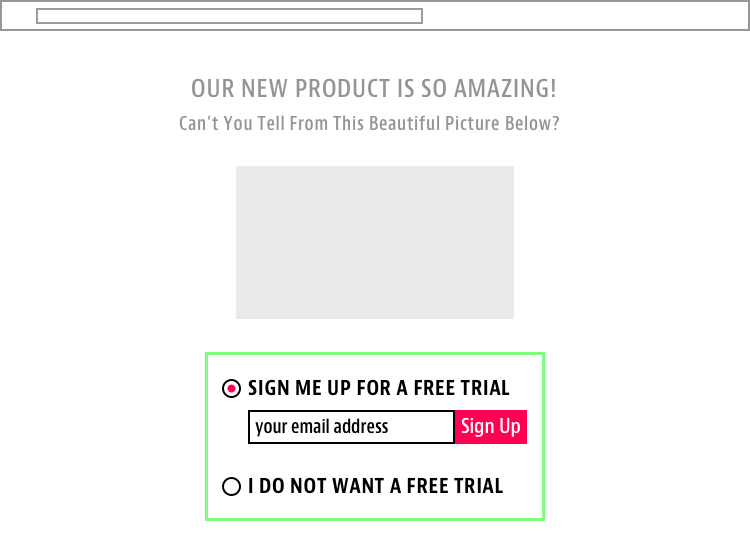 OUR NEW PRODUCT IS SO AMAZING!
Can't You Tell From This Beautiful Picture Below?
SIGN ME UP FOR A FREE TRIAL
your email address
Sign Up
I DO NOT WANT A FREE TRIAL